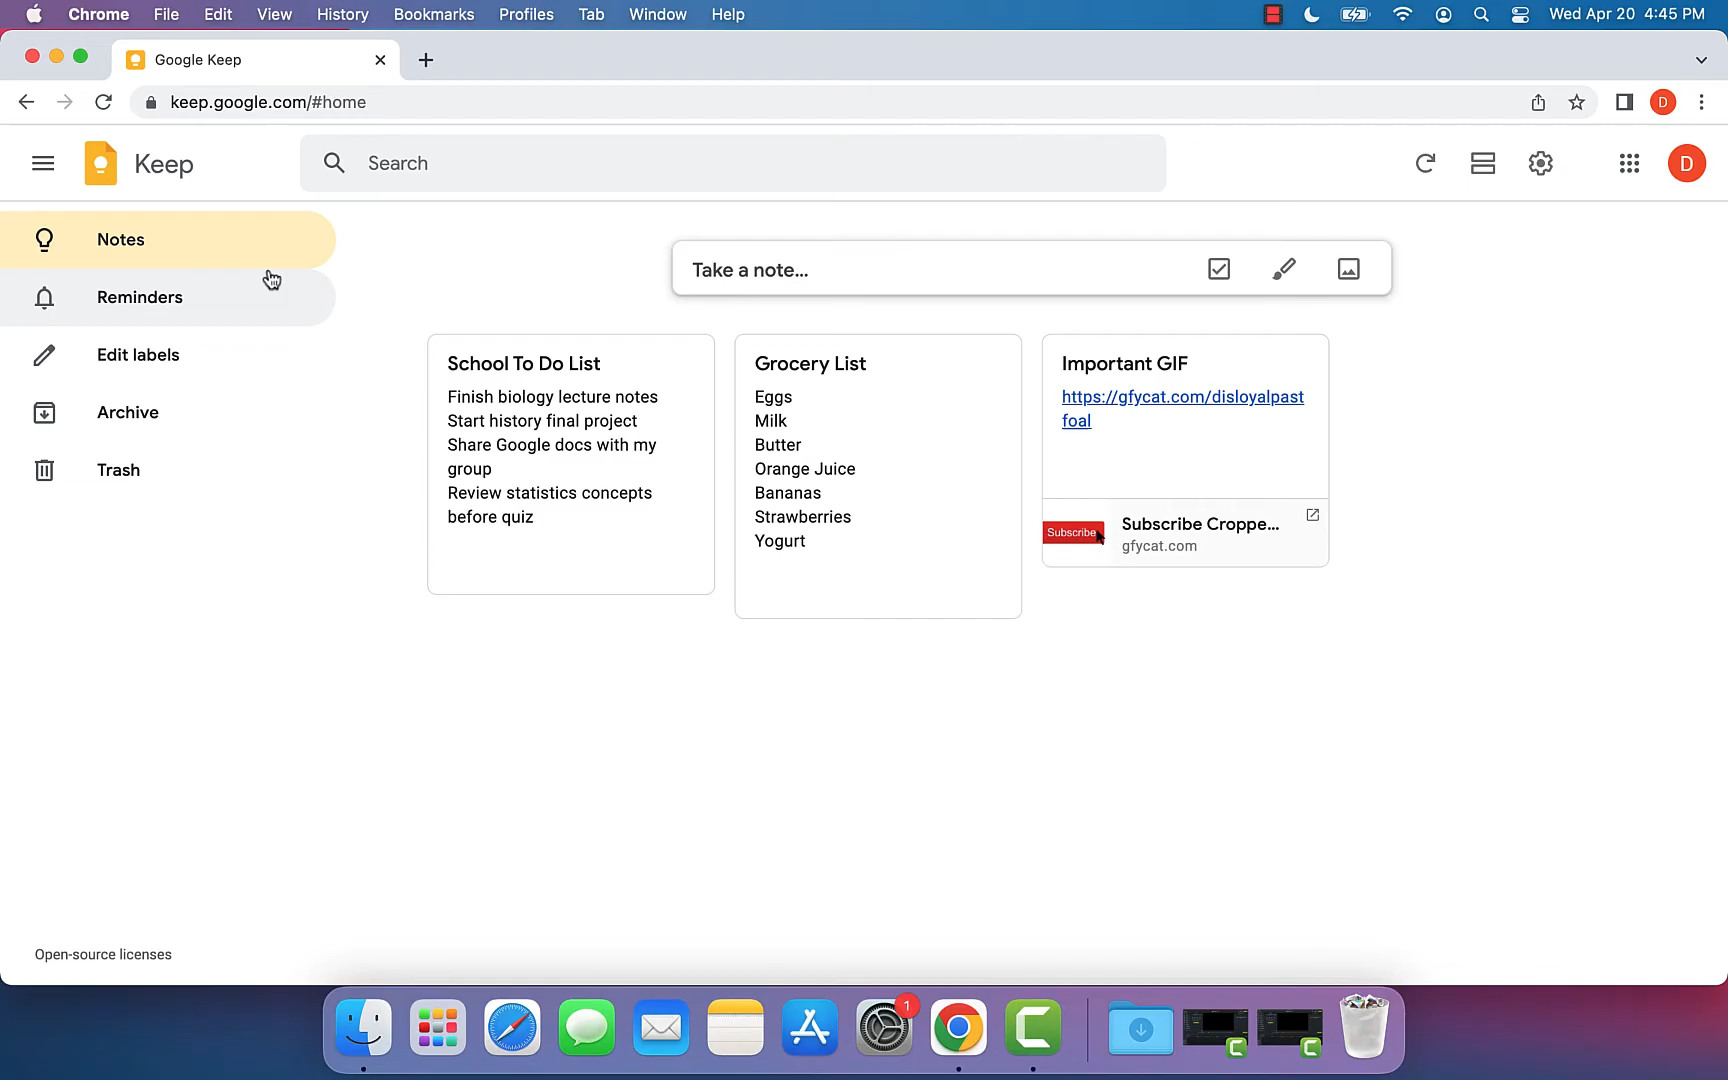 Chrome File Edit View History Bookmarks Profiles Tab Window Help Wed Apr 20 4:45 PM
Google Keep
keep.google.com/#home
D
Keep
Search
D
Notes
Reminders
Edit labels
Archive
Trash
Take a note...
School To Do List
Finish biology lecture notes
Start history final project
Share Google docs with my
group
Review statistics concepts
before quiz
Grocery List
Eggs
Milk
Butter
Orange Juice
Bananas
Strawberries
Yogurt
Important GIF
https://gfycat.com/disloyalpast
foal
Subscribe
Subscribe Croppe...
gfycat.com
Open-source licenses
1